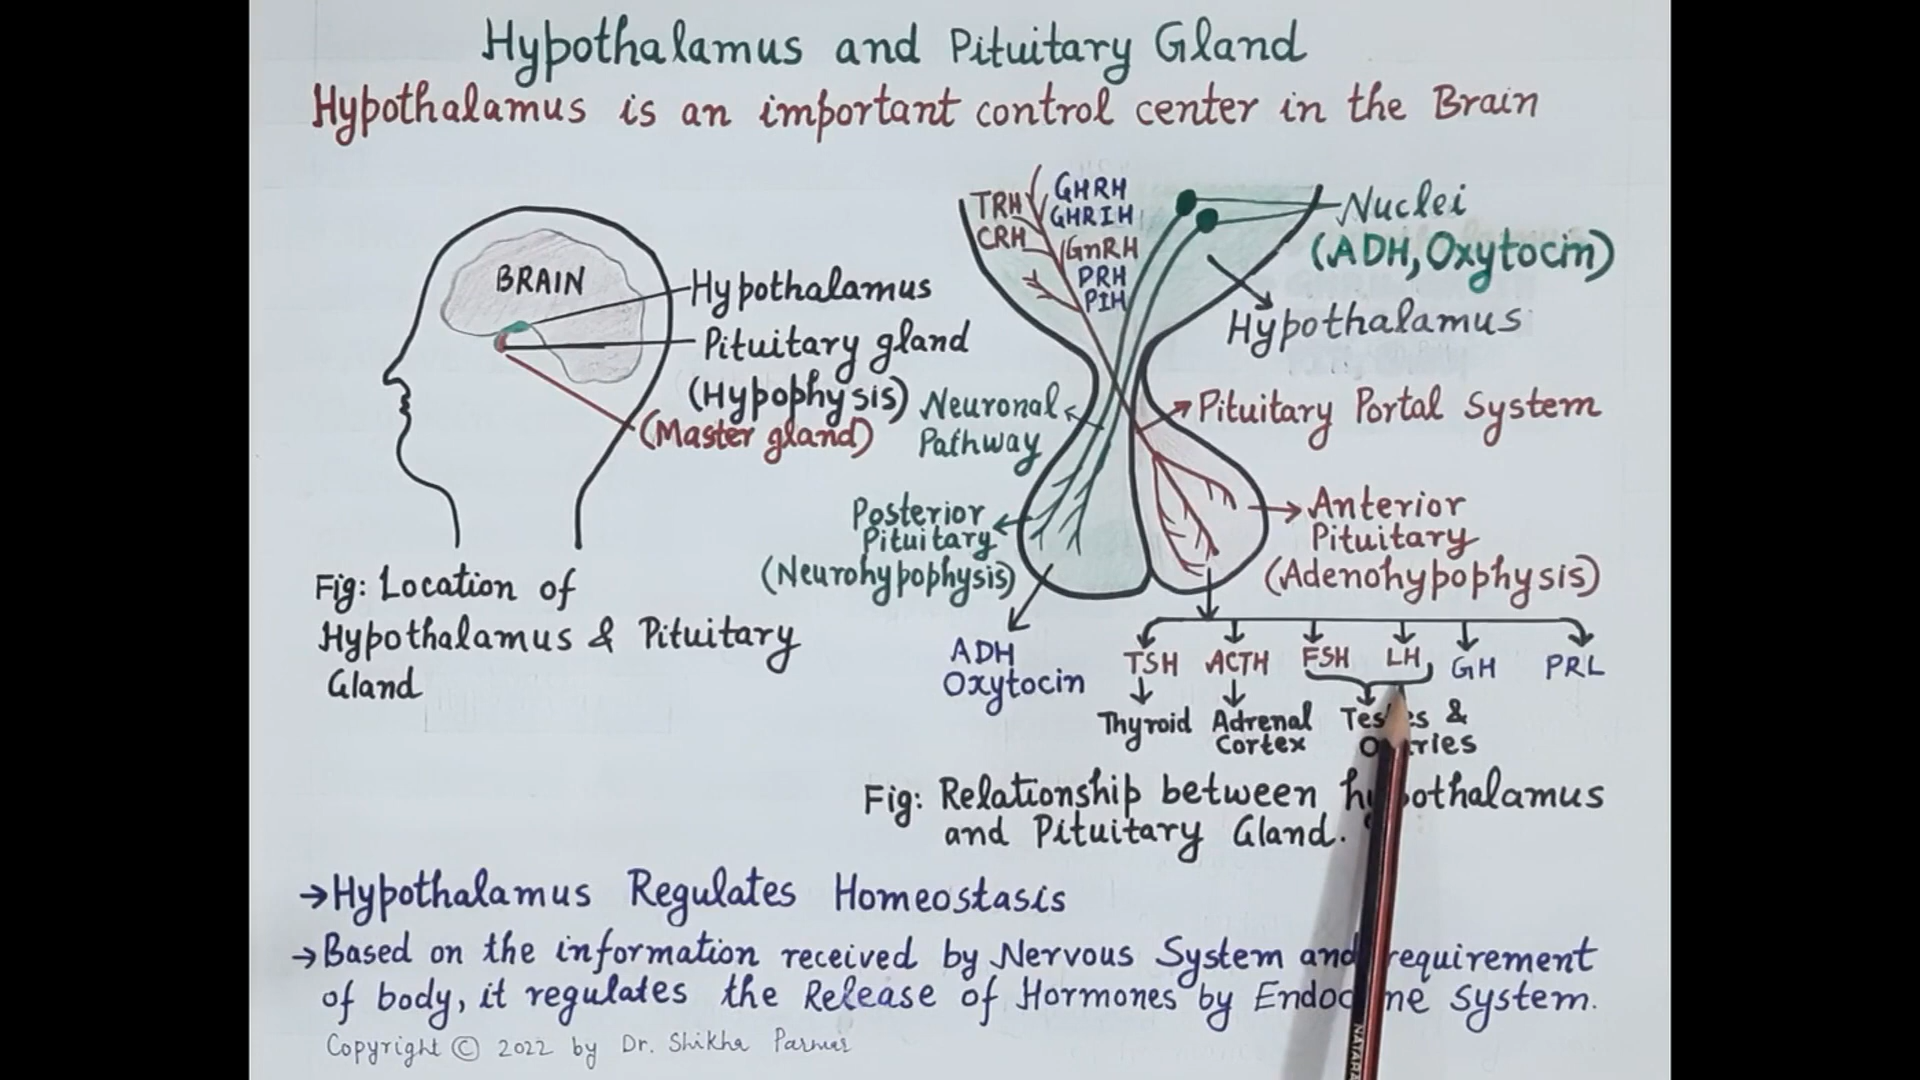 Hypothalamus and Pituitary Gland
Hypothalamus is an important control center in the Brain
BRAIN
Hypothalamus
Pituitary gland
(Hypophysis)
(Master gland)
Fig: Location of
Hypothalamus & Pituitary
Gland
TRH
CRH
GHRH
GHRIH
GnRH
PRH
PIH
Nuclei
(ADH, Oxytocin)
Hypothalamus
Neuronal
Pathway
Pituitary Portal System
Posterior
Pituitary
(Neurohypophysis)
Anterior
Pituitary
(Adenohypophysis)
ADH
Oxytocin
TSH ACTH FSH LH, GH PRL
Thyroid
Adrenal
Cortex
&
Fig: Relationship between
and Pituitary Gland.
→Hypothalamus Regulates Homeostasis
→Based on the information received by Nervous System and requirement
of body, it regulates the Release of Hormones by System.
Copyright © 2022 by Dr. Shikha Parmar
NATARA